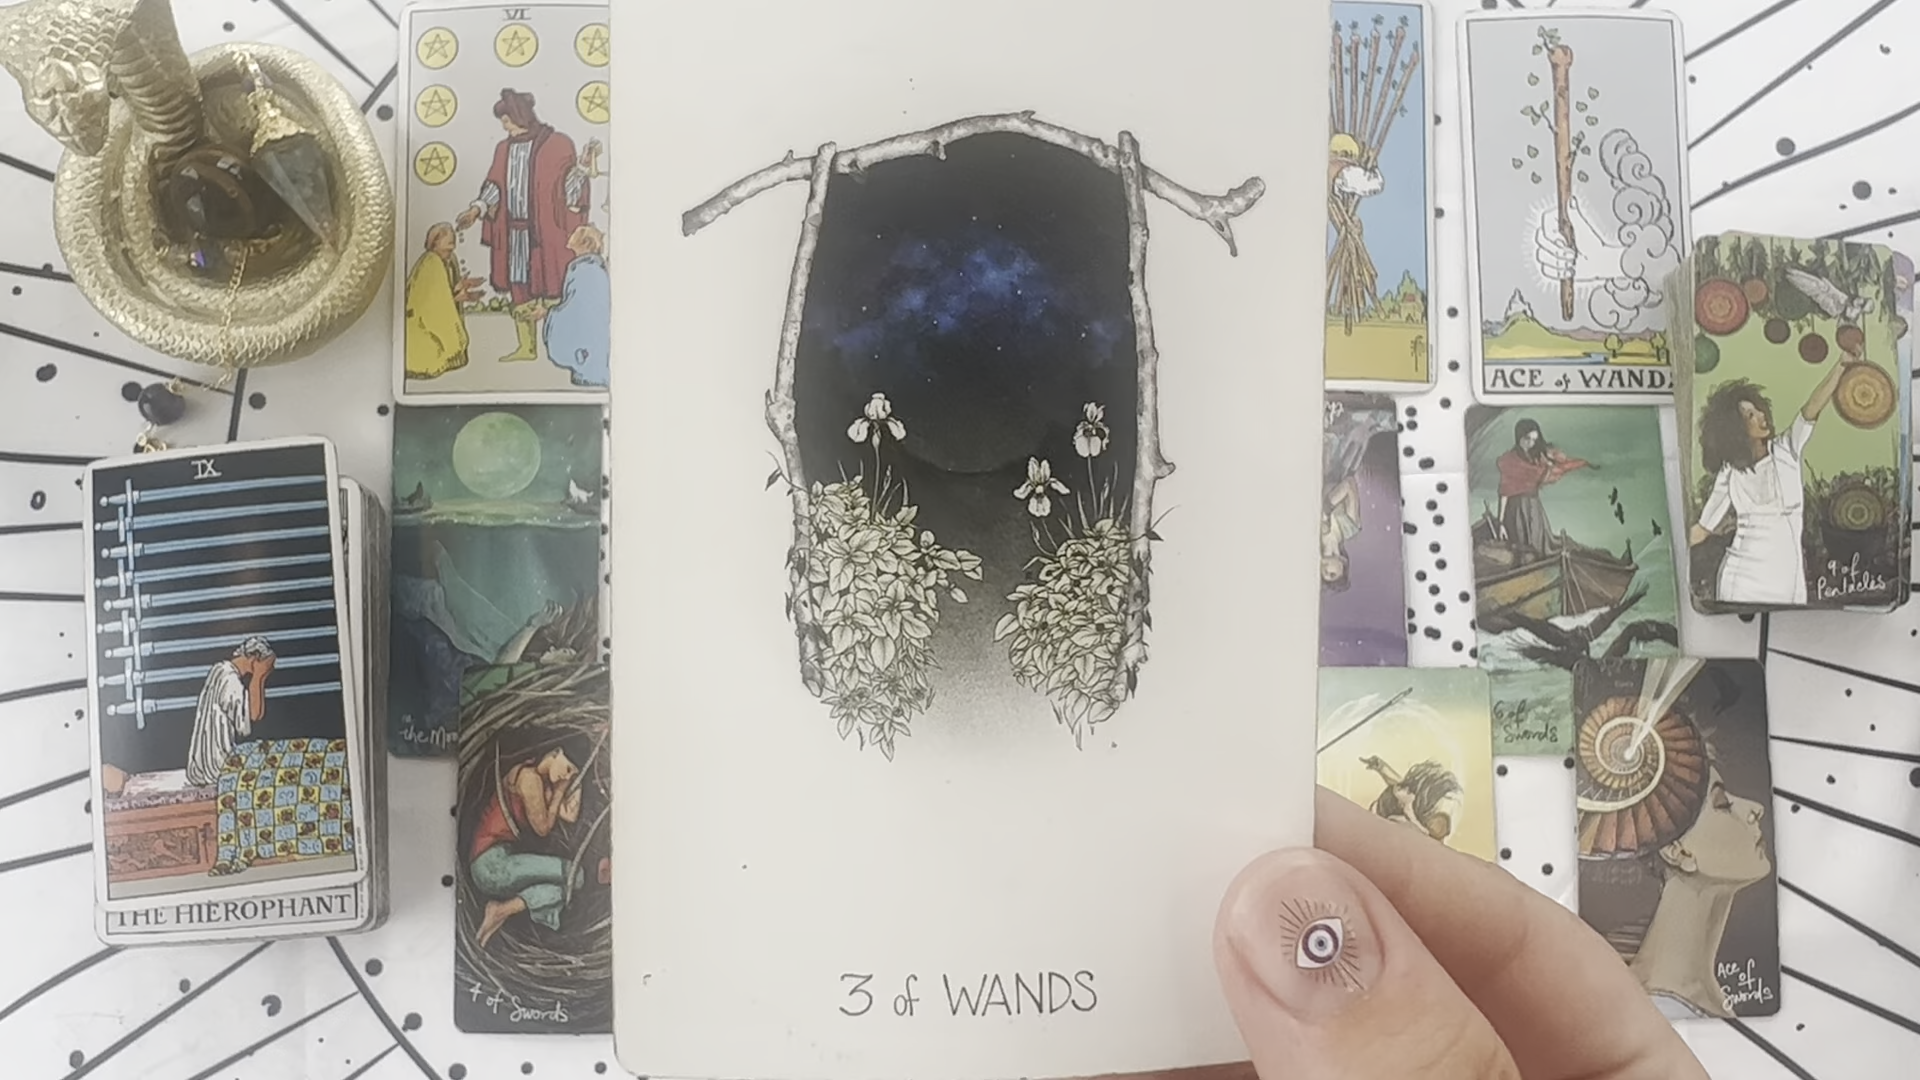 VI
ACE of WANDS
IX
9 of
Pentacles
the Moon
6 of
Swords
THE HIEROPHANT
4 of Swords
3 of WANDS
Ace
of
Swords